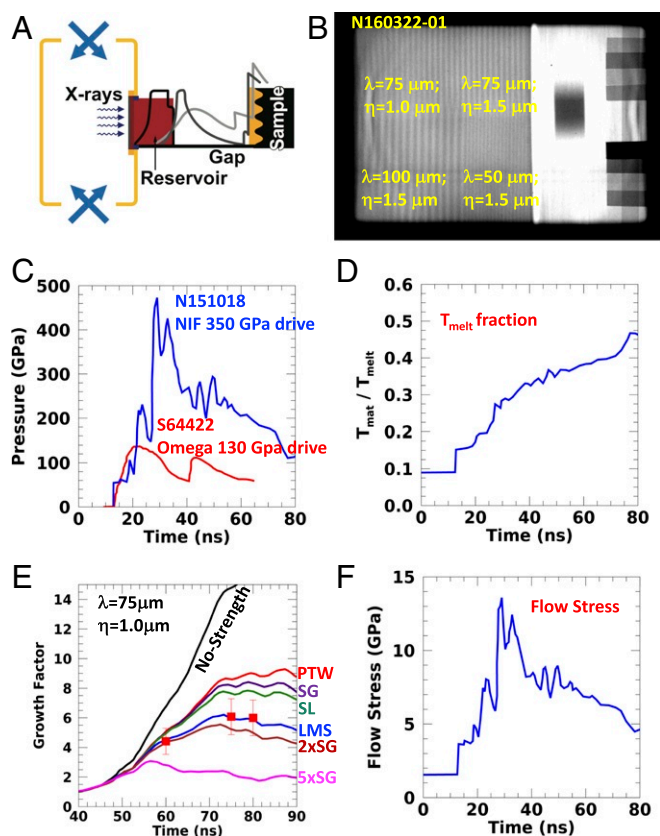 A
X-rays
Reservoir
Gap
Sample
B
N160322-01
λ=75 μm; λ=75 μm;
η=1.0 μm η=1.5 μm
λ=100 μm; λ=50 μm;
η=1.5 μm η=1.5 μm
C
500
400
300
200
100
0
0 20 40 60 80
Pressure (GPa)
Time (ns)
N151018
NIF 350 GPa drive
S64422
Omega 130 Gpa drive
D
0.6
0.5
0.4
0.3
0.2
0.1
0.0
0 20 40 60 80
Tmat / Tmelt
Time (ns)
Tmelt fraction
E
14
12
10
8
6
4
2
0
40 50 60 70 80 90
Growth Factor
Time (ns)
λ=75μm
η=1.0μm
No-Strength
PTW
SG
SL
LMS
2xSG
5xSG
F
15
10
5
0
0 20 40 60 80
Flow Stress (GPa)
Time (ns)
Flow Stress